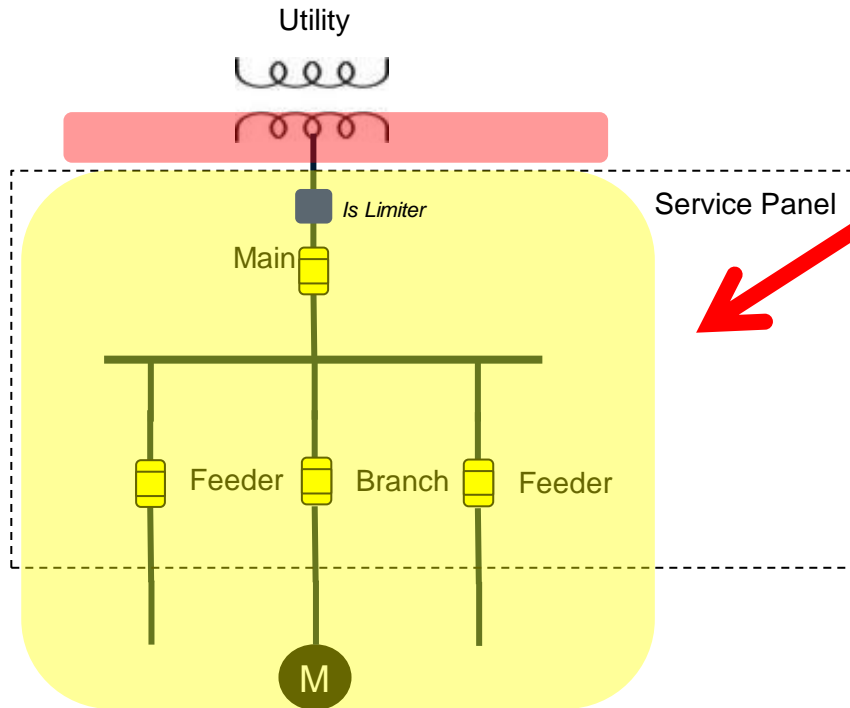 Utility
Is Limiter
Service Panel
Main
Feeder
Branch
Feeder
M